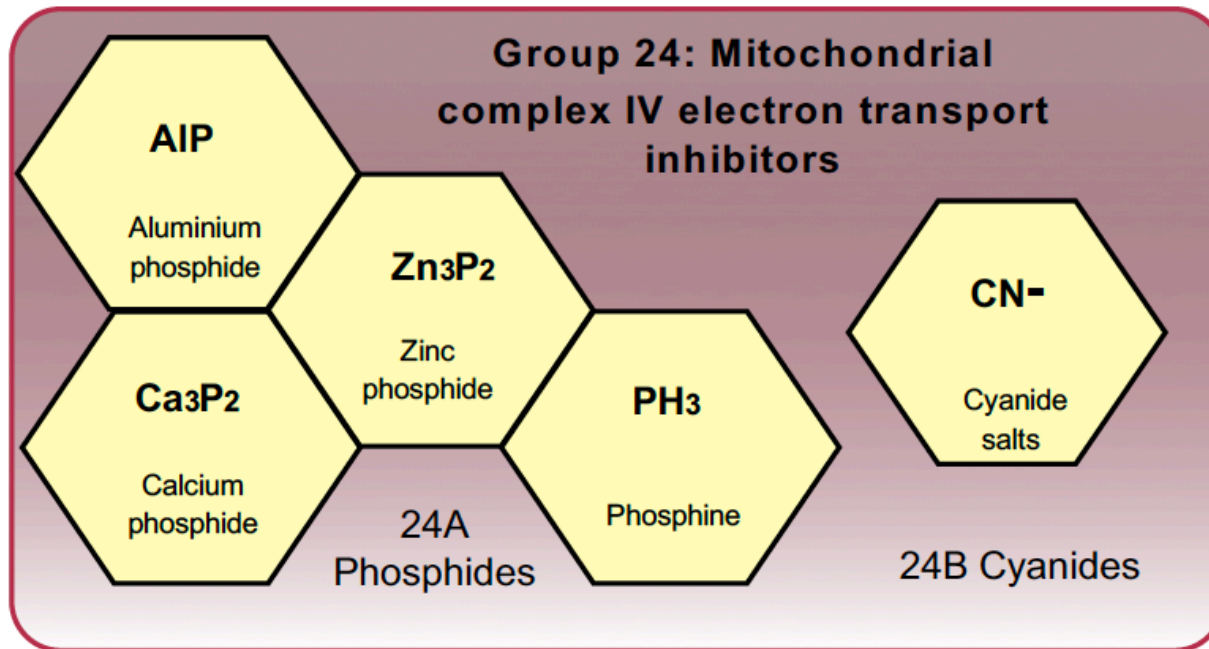 Group 24: Mitochondrial
complex IV electron transport
inhibitors
AlP
Aluminium
phosphide
Zn3P2
Zinc
phosphide
Ca3P2
Calcium
phosphide
PH3
Phosphine
24A
Phosphides
CN-
Cyanide
salts
24B Cyanides